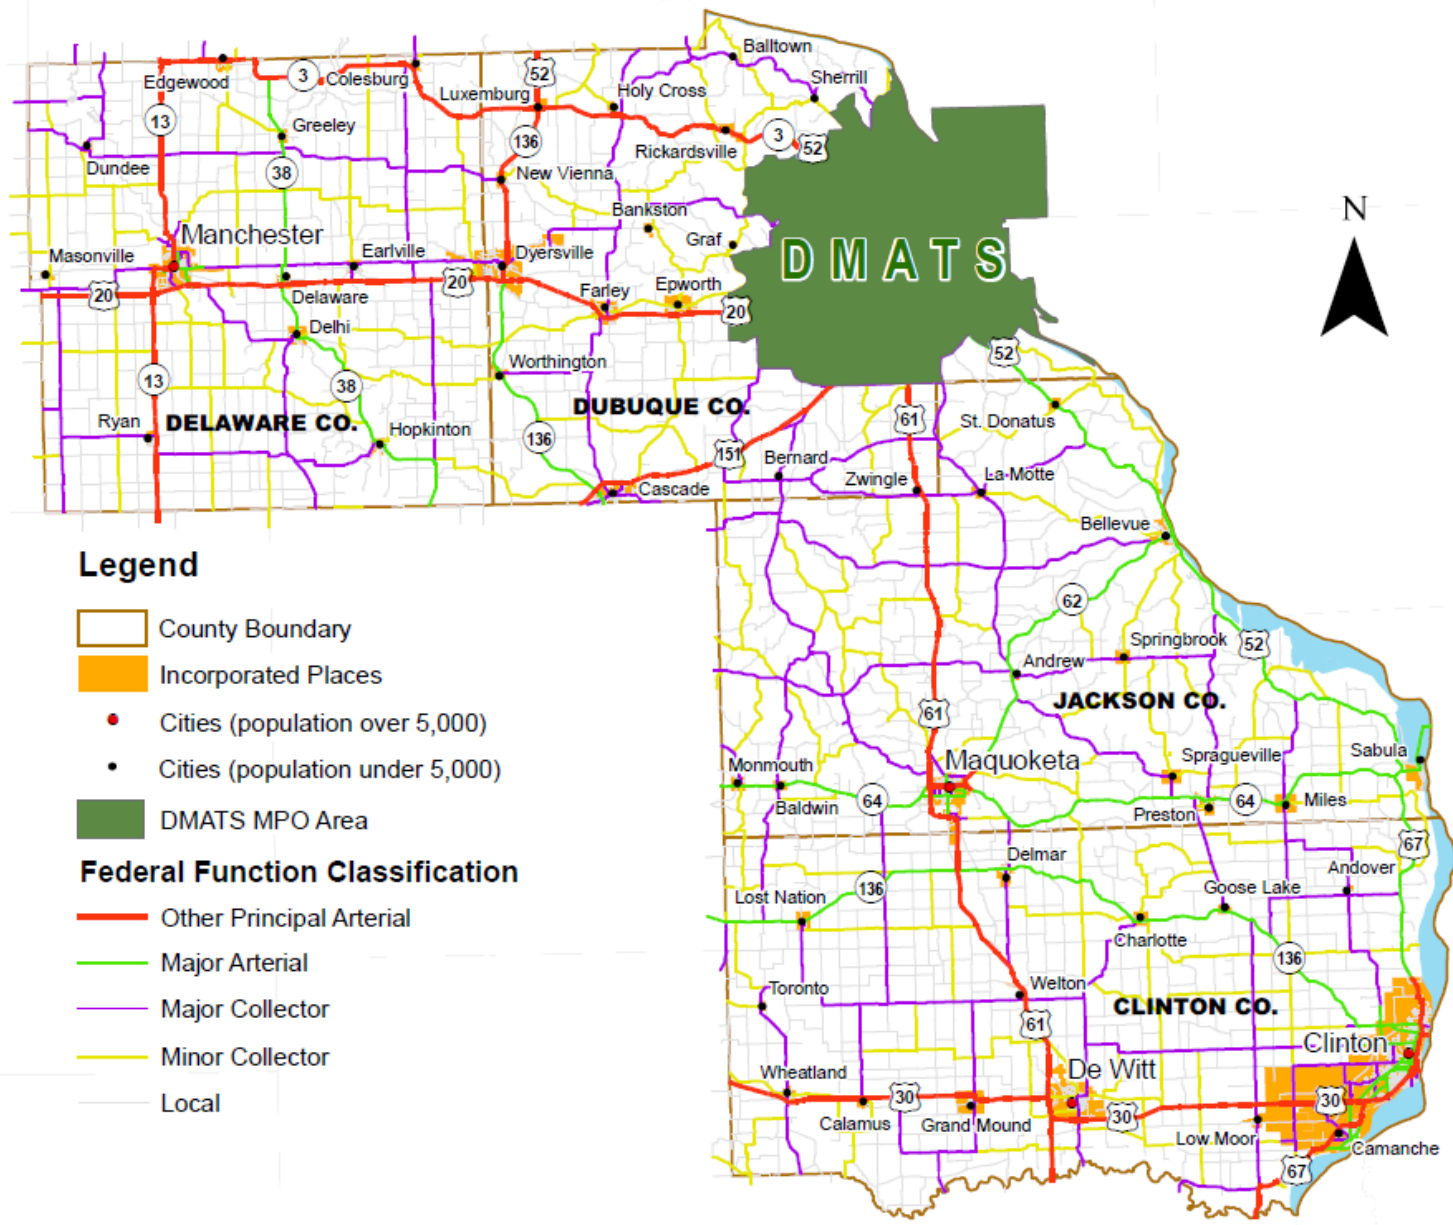 Balltown
Sherrill
Edgewood
3
Colesburg
52
Luxemburg
Holy Cross
13
Greeley
136
Rickardsville
3
52
Dundee
38
New Vienna
N
Bankston
Manchester
Graf
DMATS
Masonville
Earlville
Dyersville
20
Delaware
20
Farley
Epworth
20
Delhi
52
13
38
Worthington
DUBUQUE CO.
Ryan
DELAWARE CO.
Hopkinton
136
61
St. Donatus
151
Bernard
Zwingle
La Motte
Cascade
Bellevue
Legend
County Boundary
Incorporated Places
Cities (population over 5,000)
Cities (population under 5,000)
DMATS MPO Area
Federal Function Classification
Other Principal Arterial
Major Arterial
Major Collector
Minor Collector
Local
62
Springbrook
52
Andrew
JACKSON CO.
61
Maquoketa
Spragueville
Sabula
Monmouth
Baldwin
64
Preston
64
Miles
67
Delmar
Andover
Lost Nation
136
Goose Lake
Charlotte
136
Toronto
Welton
CLINTON CO.
61
Clinton
Wheatland
De Witt
30
30
30
Calamus
Grand Mound
Low Moor
Camanche
67